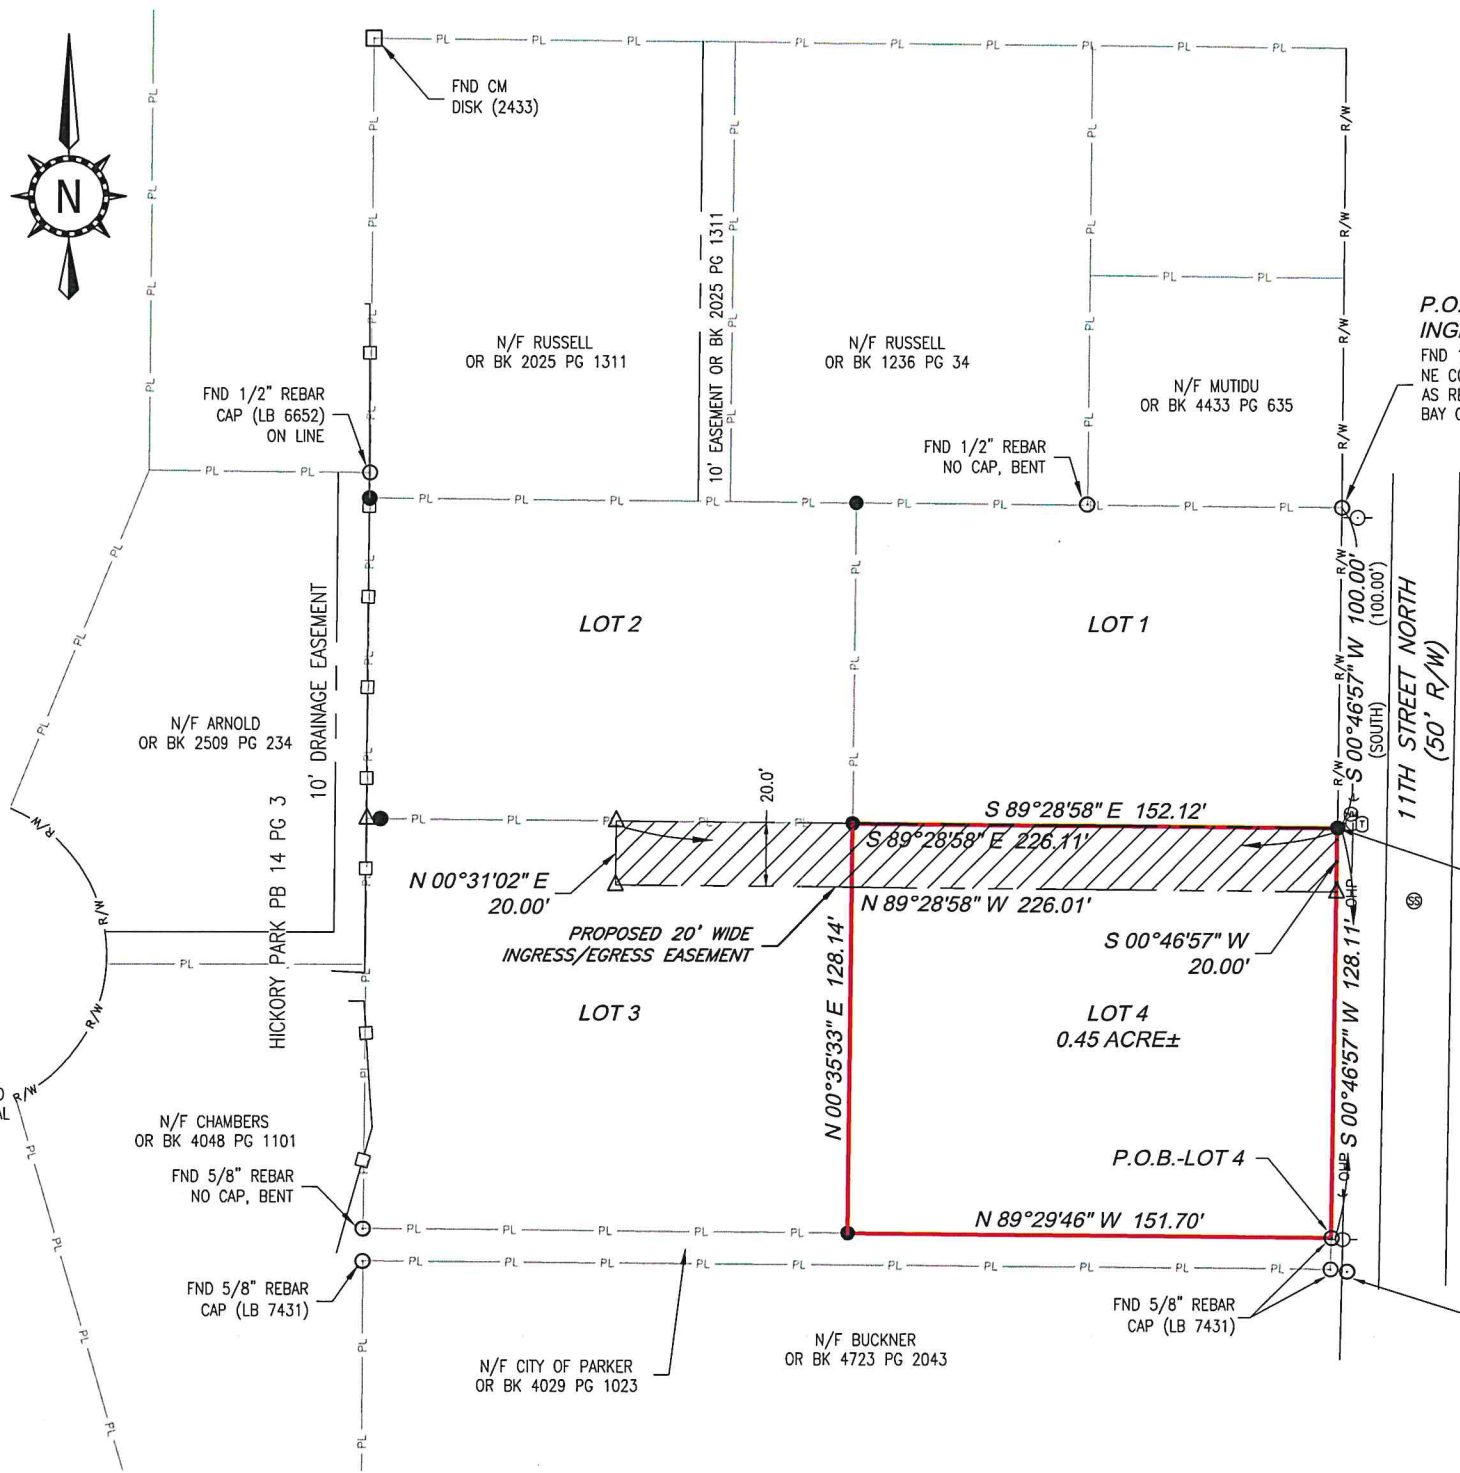 FND CM
DISK (2433)
N
N/F RUSSELL
OR BK 2025 PG 1311
10' EASEMENT OR BK 2025 PG 1311
N/F RUSSELL
OR BK 1236 PG 34
N/F MUTIDU
OR BK 4433 PG 635
FND 1/2" REBAR
CAP (LB 6652)
ON LINE
FND 1/2" REBAR
NO CAP, BENT
P.O.
FND
NE
AS
BAY
LOT 2
LOT 1
10' DRAINAGE EASEMENT
S 00°46'57" W 100.00'
(SOUTH) (100.00')
11TH STREET NORTH
(50' R/W)
N/F ARNOLD
OR BK 2509 PG 234
HICKORY PARK PB 14 PG 3
20.0'
S 89°28'58" E 152.12'
S 89°28'58" E 226.11'
N 00°31'02" E
20.00'
N 89°28'58" W 226.01'
PROPOSED 20' WIDE
INGRESS/EGRESS EASEMENT
S 00°46'57" W
20.00'
OHP
LOT 3
LOT 4
0.45 ACRE±
N 00°35'33" E 128.14'
S 00°46'57" W 128.11'
OHP
N/F CHAMBERS
OR BK 4048 PG 1101
FND 5/8" REBAR
NO CAP, BENT
P.O.B.-LOT 4
N 89°29'46" W 151.70'
FND 5/8" REBAR
CAP (LB 7431)
FND 5/8" REBAR
CAP (LB 7431)
N/F BUCKNER
OR BK 4723 PG 2043
N/F CITY OF PARKER
OR BK 4029 PG 1023
PL
R/W